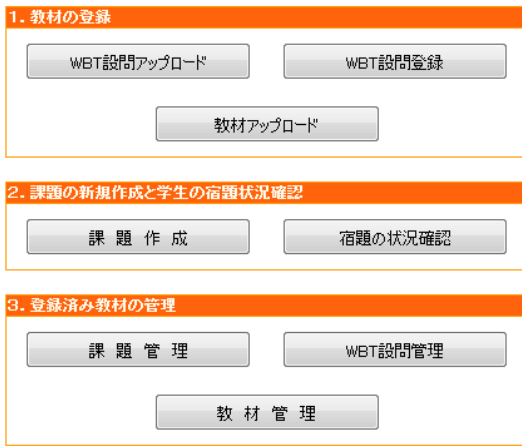 1. 教材の登録
WBT設問アップロード WBT設問登録
教材アップロード
2. 課題の新規作成と学生の宿題状況確認
課 題 作 成 宿題の状況確認
3. 登録済み教材の管理
課 題 管 理 WBT設問管理
教 材 管 理